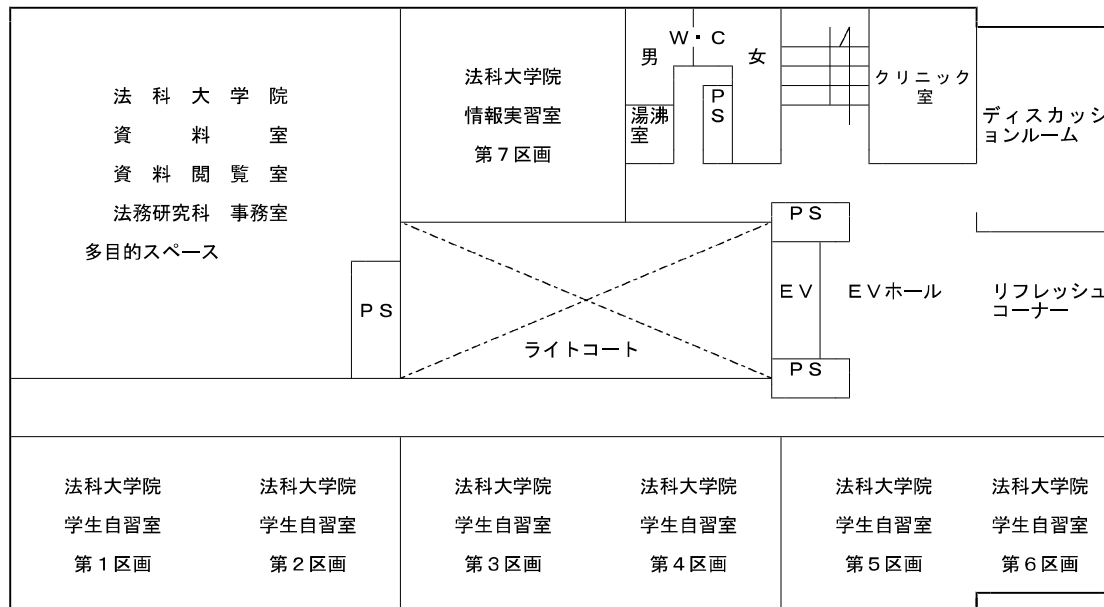 法科大学院
資料室
資料閲覧室
法務研究科 事務室
多目的スペース
PS
法科大学院
情報実習室
第７区画
W・C
男
女
湯沸
室
PS
クリニック
室
ディスカッシ
ョンルーム
PS
EV
EVホール
リフレッシュ
コーナー
PS
ライトコート
法科大学院
学生自習室
第１区画
法科大学院
学生自習室
第２区画
法科大学院
学生自習室
第３区画
法科大学院
学生自習室
第４区画
法科大学院
学生自習室
第５区画
法科大学院
学生自習室
第６区画